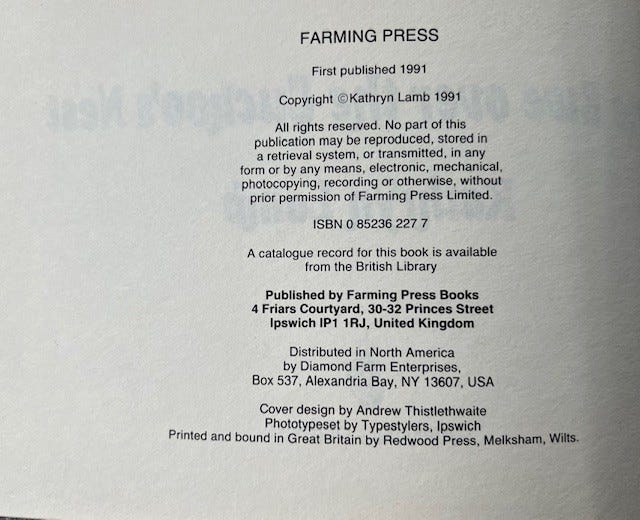 FARMING PRESS
First published 1991
Copyright ©Kathryn Lamb 1991
All rights reserved. No part of this
publication may be reproduced, stored in
a retrieval system, or transmitted, in any
form or by any means, electronic, mechanical,
photocopying, recording or otherwise, without
prior permission of Farming Press Limited.
ISBN 0 85236 227 7
A catalogue record for this book is available
from the British Library
Published by Farming Press Books
4 Friars Courtyard, 30-32 Princes Street
Ipswich IP1 1RJ, United Kingdom
Distributed in North America
by Diamond Farm Enterprises,
Box 537, Alexandria Bay, NY 13607, USA
Cover design by Andrew Thistlethwaite
Phototypeset by Typestylers, Ipswich
Printed and bound in Great Britain by Redwood Press, Melksham, Wilts.